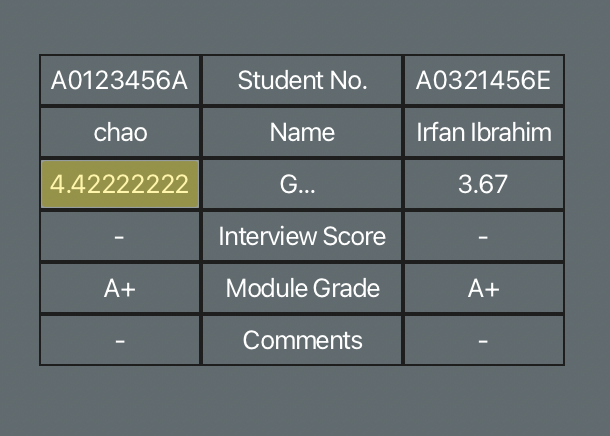 A0123456A Student No. A0321456E
chao Name Irfan Ibrahim
4.42222222 G... 3.67
- Interview Score -
A+ Module Grade A+
- Comments -